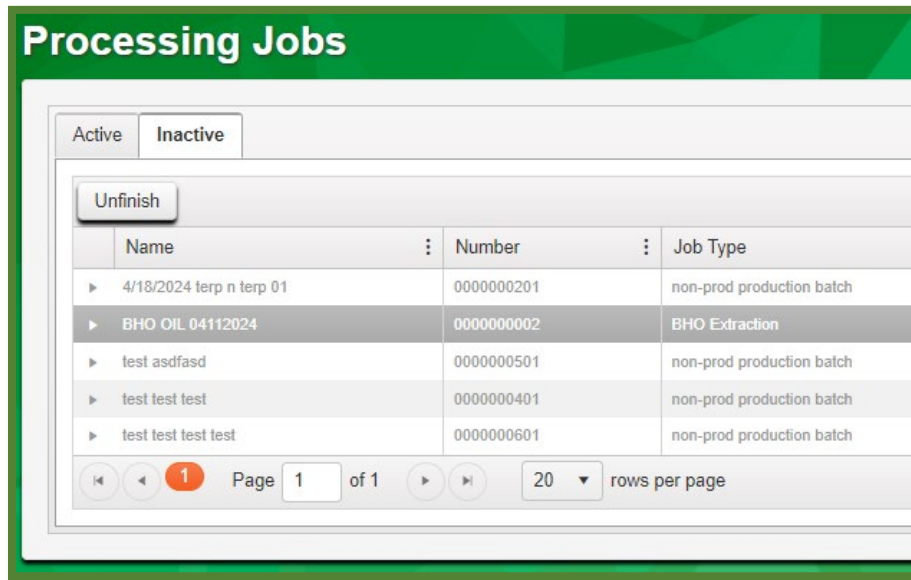 Processing Jobs
Active Inactive
Unfinish
Name Number Job Type
4/18/2024 terp n terp 01 0000000201 non-prod production batch
BHO OIL 04112024 0000000002 BHO Extraction
test asdfasd 0000000501 non-prod production batch
test test test 0000000401 non-prod production batch
test test test test 0000000601 non-prod production batch
1 Page 1 of 1 20 rows per page